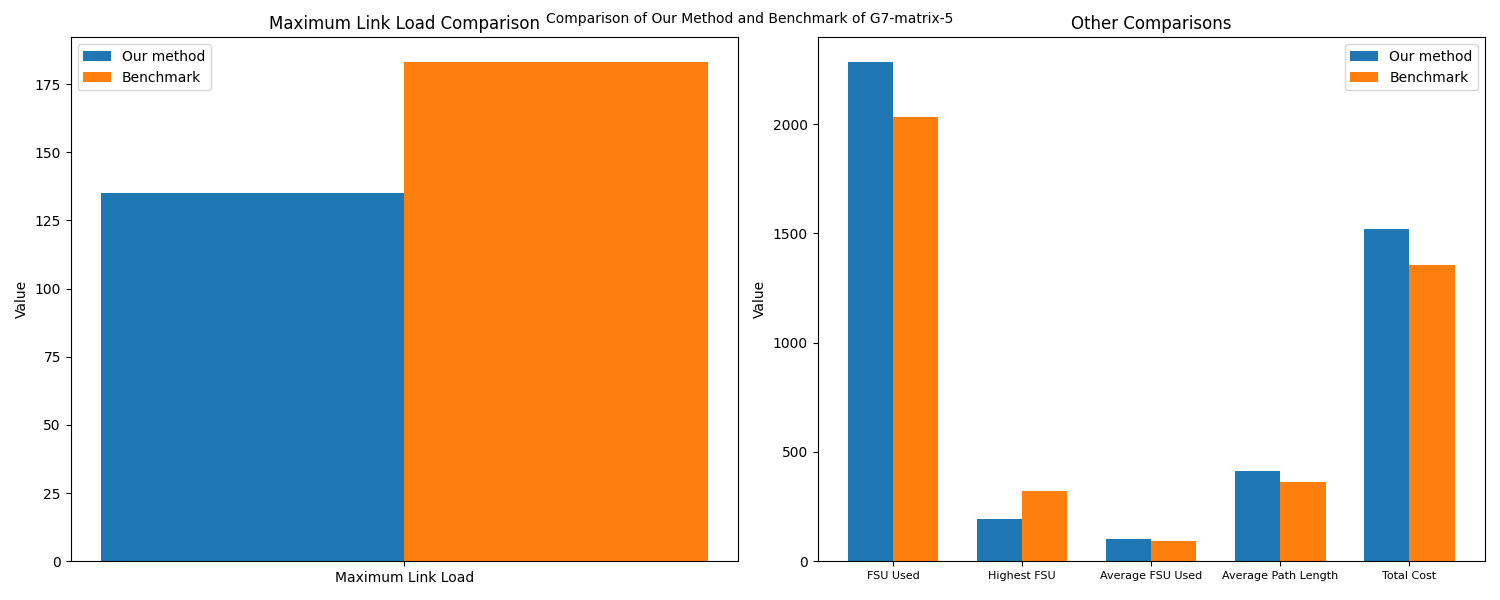 Comparison of Our Method and Benchmark of G7-matrix-5
Maximum Link Load Comparison
Our method
Benchmark
Value
175
150
125
100
75
50
25
0
Maximum Link Load
Other Comparisons
Our method
Benchmark
Value
2000
1500
1000
500
0
FSU Used
Highest FSU
Average FSU Used
Average Path Length
Total Cost